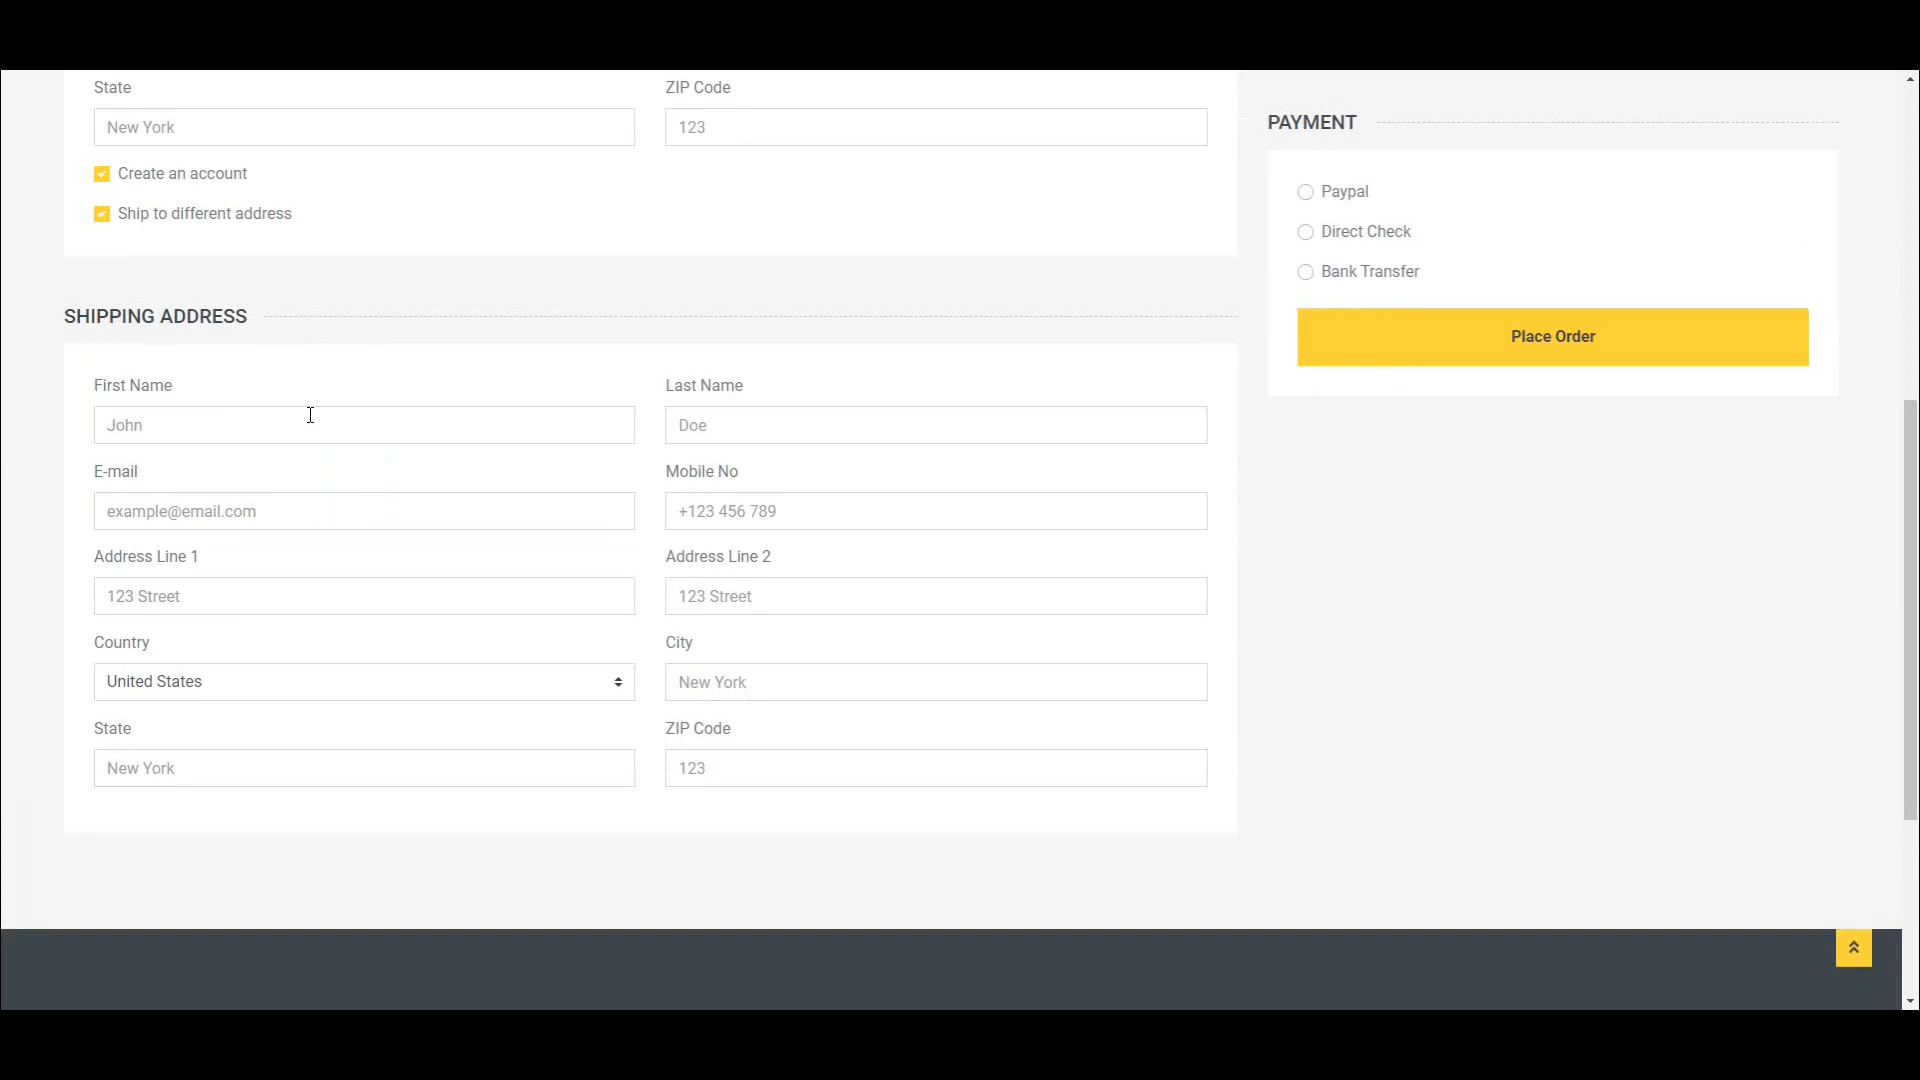 State
ZIP Code
New York
123
Create an account
Ship to different address
SHIPPING ADDRESS
First Name
Last Name
John
Doe
E-mail
Mobile No
example@email.com
+123 456 789
Address Line 1
Address Line 2
123 Street
123 Street
Country
City
United States
New York
State
ZIP Code
New York
123
PAYMENT
Paypal
Direct Check
Bank Transfer
Place Order